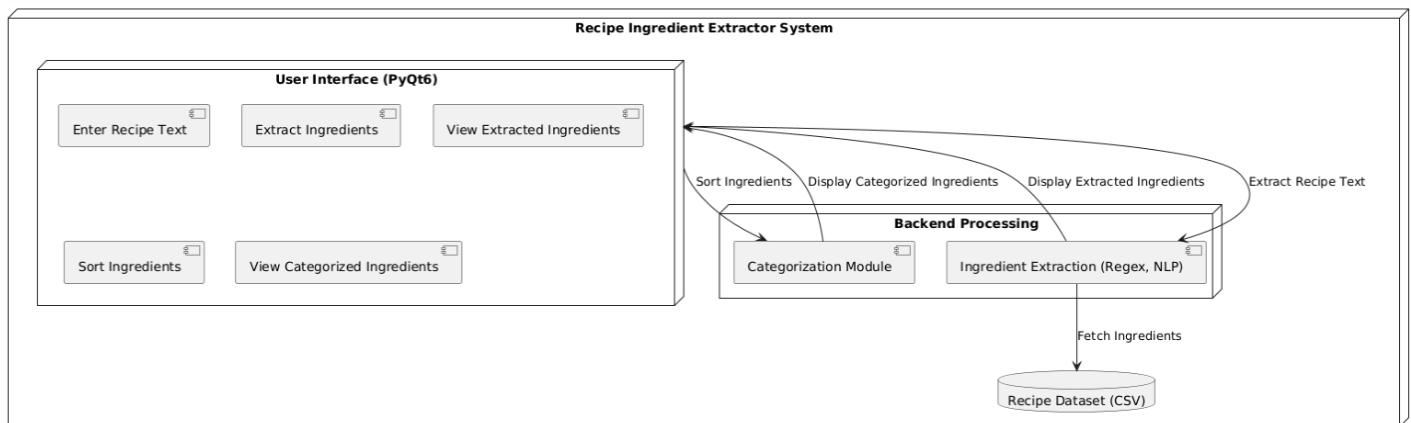 Recipe Ingredient Extractor System
User Interface (PyQt6)
Enter Recipe Text
Extract Ingredients
View Extracted Ingredients
Sort Ingredients
View Categorized Ingredients
Sort Ingredients
Display Categorized Ingredients
Display Extracted Ingredients
Extract Recipe Text
Backend Processing
Categorization Module
Ingredient Extraction (Regex, NLP)
Fetch Ingredients
Recipe Dataset (CSV)